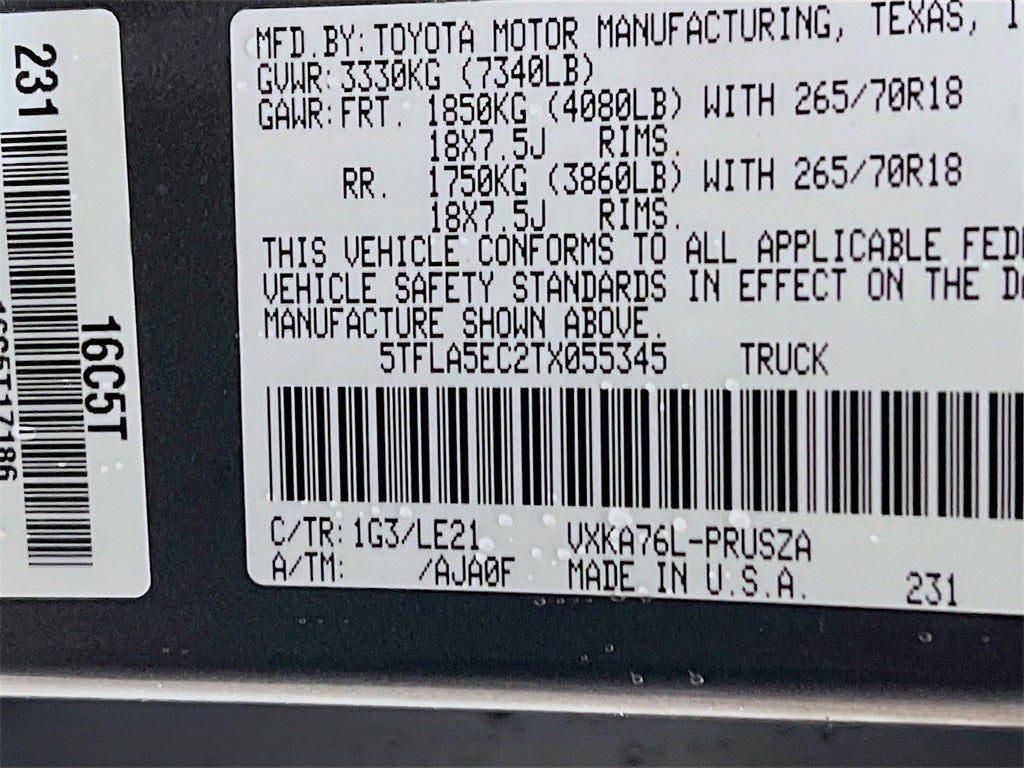 231
16C5T
MFD.BY:TOYOTA MOTOR MANUFACTURING, TEXAS,
GVWR:3330KG (7340LB)
GAWR:FRT. 1850KG (4080LB) WITH 265/70R18
18X7.5J RIMS.
RR. 1750KG (3860LB) WITH 265/70R18
18X7.5J RIMS.
THIS VEHICLE CONFORMS TO ALL APPLICABLE FEDE
VEHICLE SAFETY STANDARDS IN EFFECT ON THE D
MANUFACTURE SHOWN ABOVE.
5TFLA5EC2TX055345 TRUCK
C/TR:1G3/LE21 VXKA76L-PRUSZA
A/TM: /AJA0F MADE IN U.S.A. 231